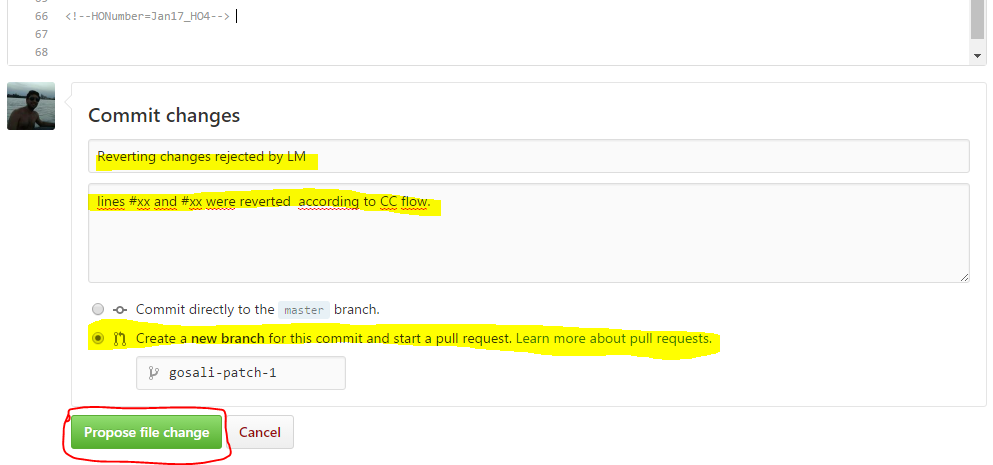 65
66 <!--HONumber=Jan17_HO4-->
67
68
Commit changes
Reverting changes rejected by LM
lines #xx and #xx were reverted according to CC flow.
Commit directly to the master branch.
Create a new branch for this commit and start a pull request. Learn more about pull requests.
gosali-patch-1
Propose file change
Cancel